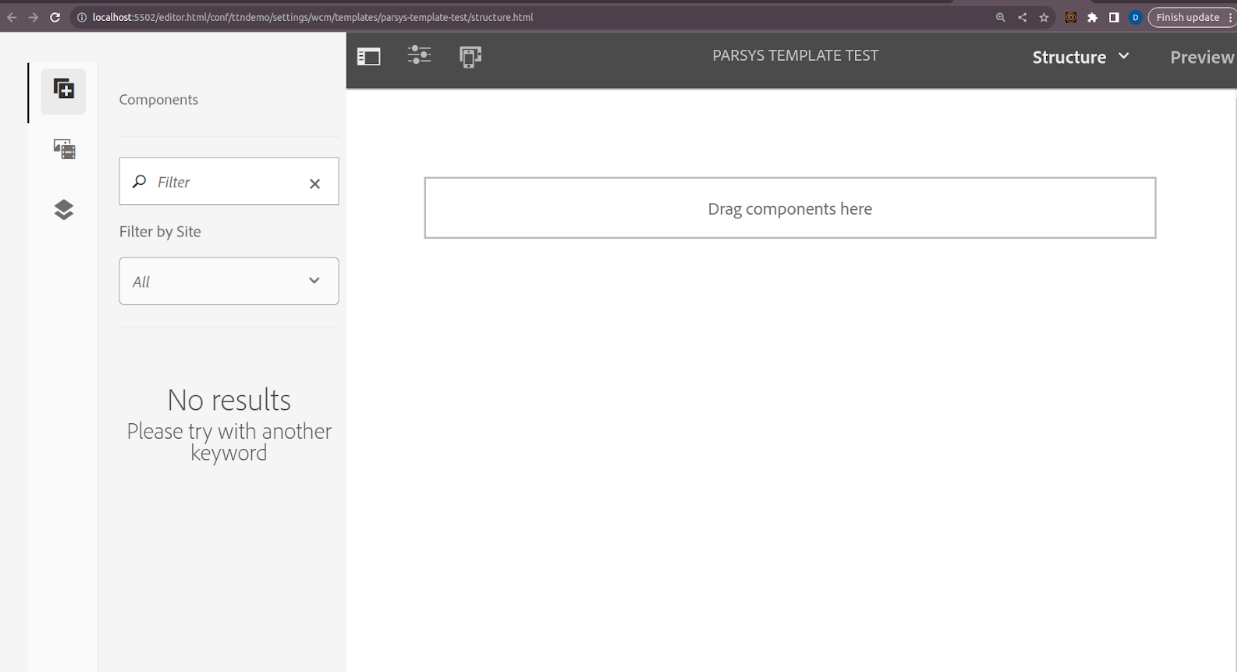 localhost:5502/editor.html/conf/ttndemo/settings/wcm/templates/parsys-template-test/structure.html
D
Finish update
PARSYS TEMPLATE TEST
Structure
Preview
Components
Filter
Filter by Site
All
No results
Please try with another
keyword
Drag components here